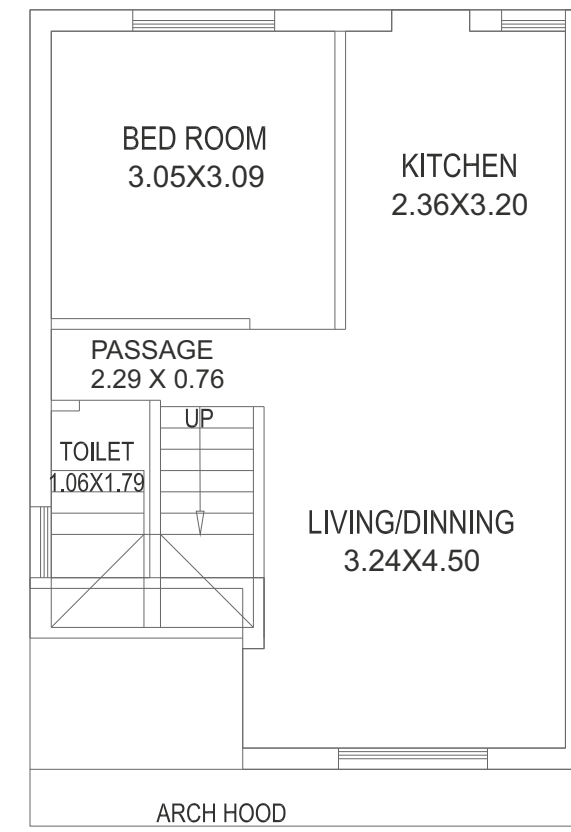 BED ROOM
3.05X3.09
KITCHEN
2.36X3.20
PASSAGE
2.29 X 0.76
UP
TOILET
1.06X1.79
LIVING/DINNING
3.24X4.50
ARCH HOOD